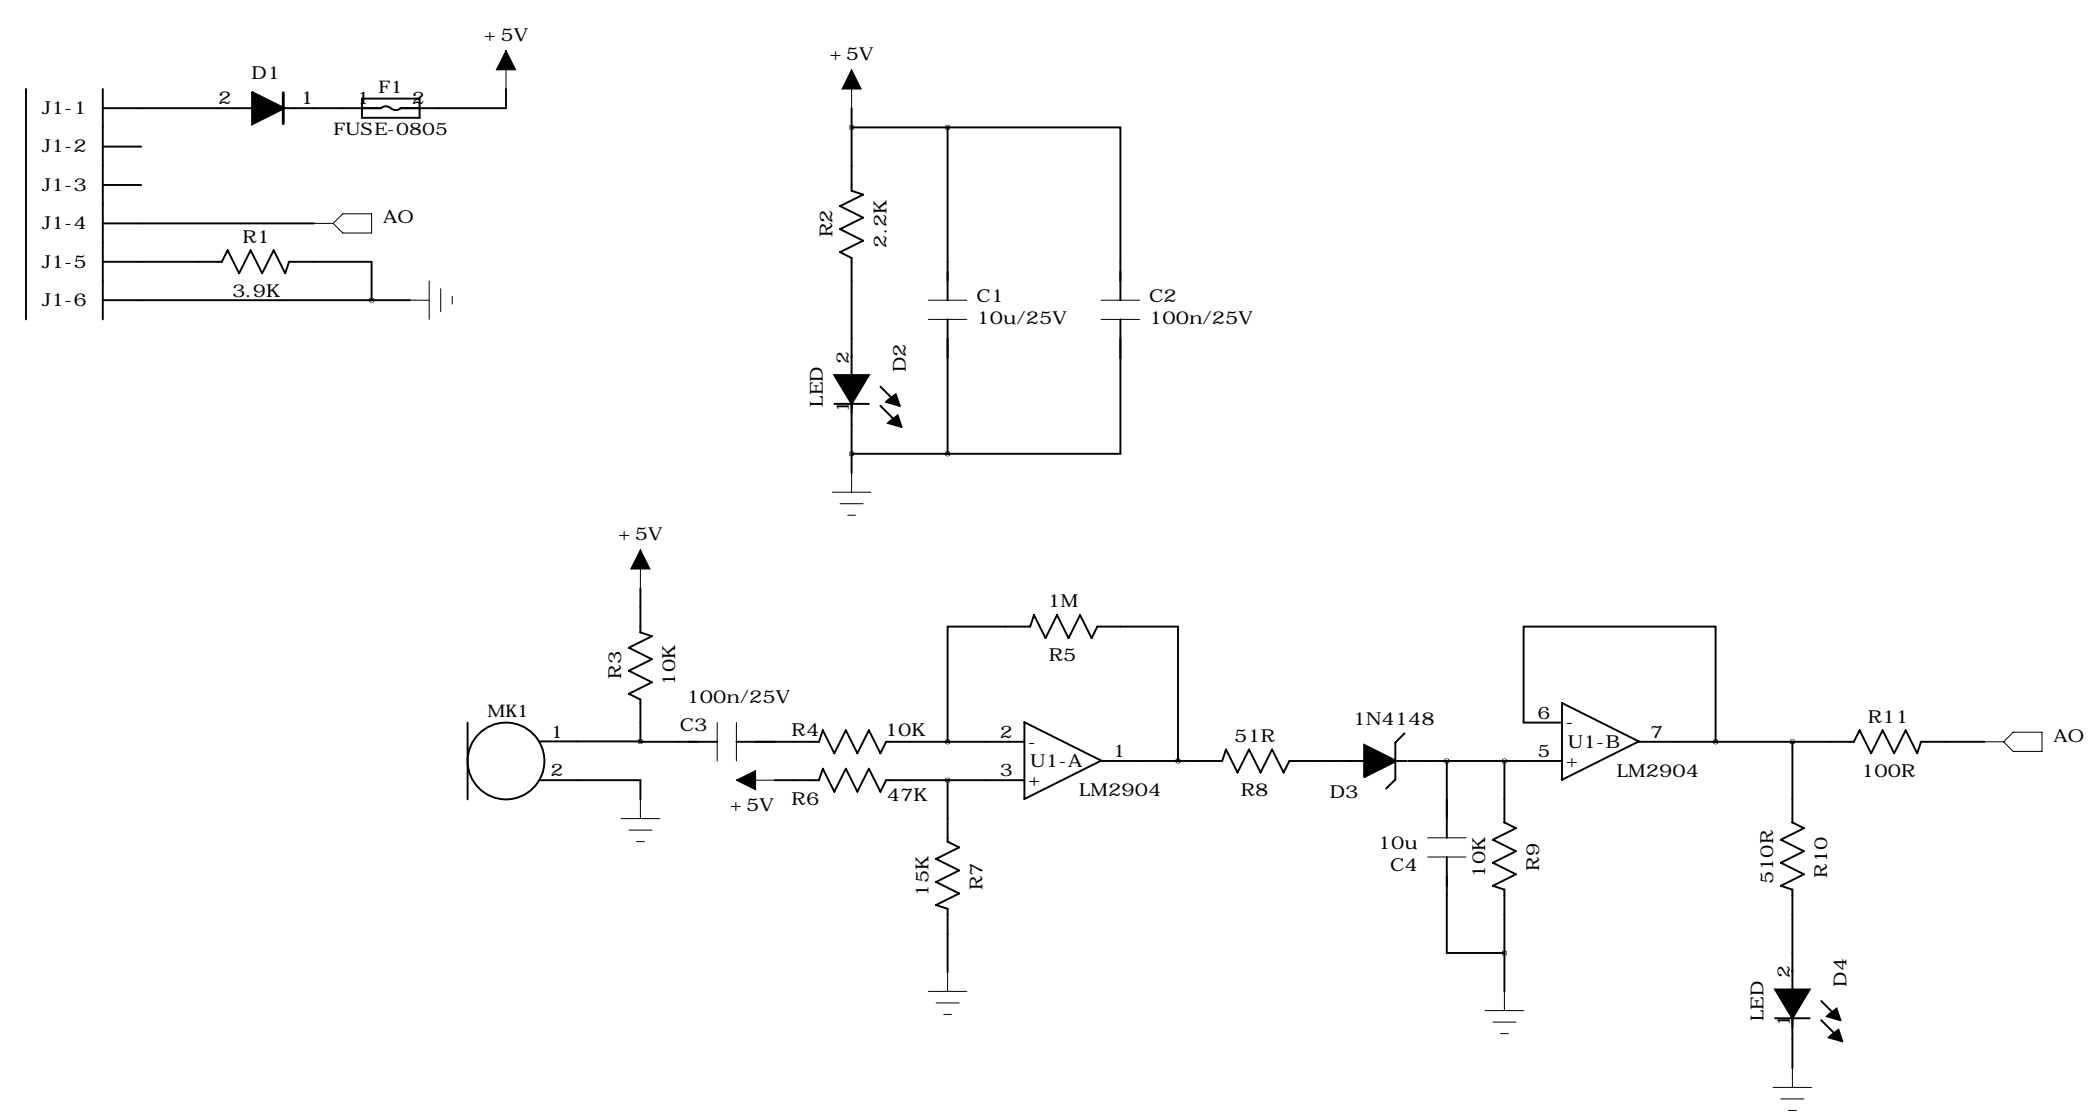 +5V
D1
F1
2
1
1
2
FUSE-0805
J1-1
J1-2
J1-3
J1-4
AO
R1
J1-5
3.9K
J1-6
+5V
R2
2.2K
C1
10u/25V
C2
100n/25V
2
D2
LED
1
+5V
R3
10K
MK1
1
2
100n/25V
C3
R4
10K
+5V
R6
47K
1M
R5
2
-
3
+
U1-A
1
LM2904
15K
R7
51R
R8
1N4148
D3
10u
C4
10K
R9
6
-
5
+
U1-B
7
LM2904
R11
100R
AO
510R
R10
2
D4
LED
1